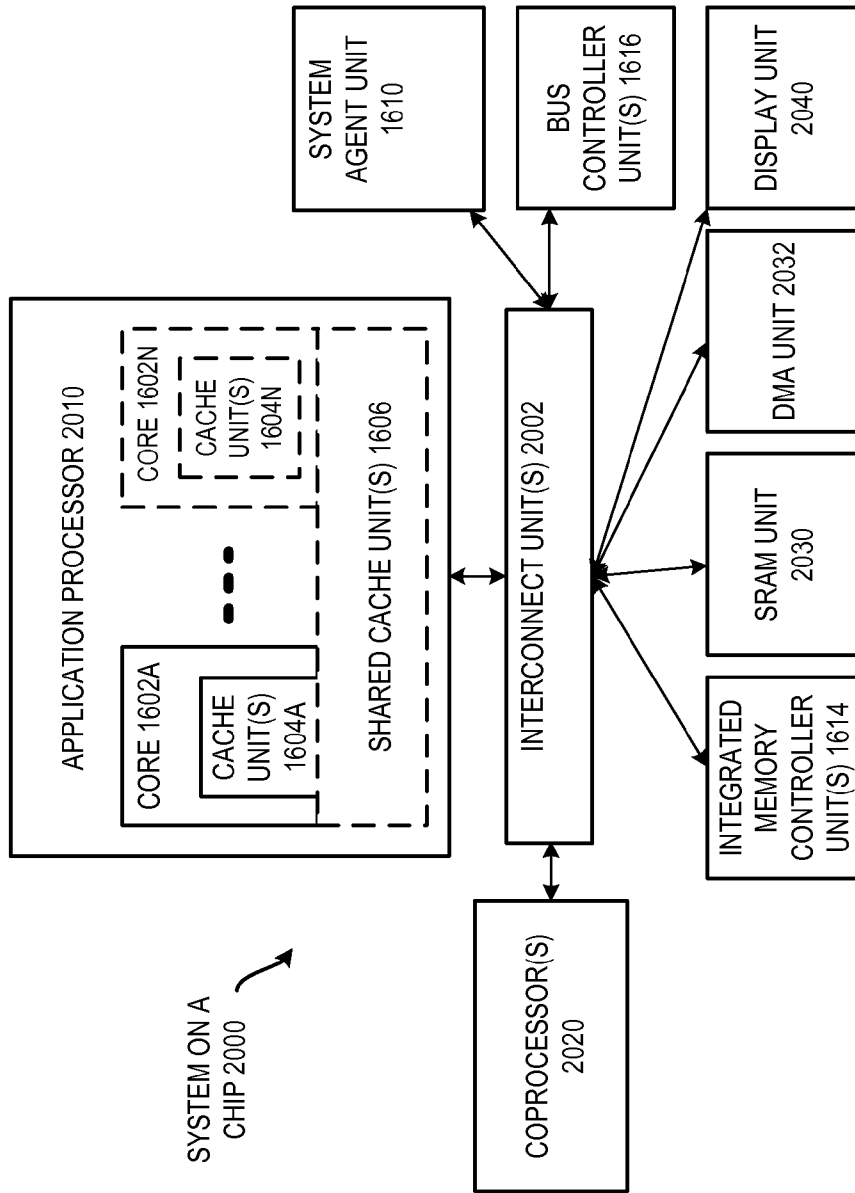 SYSTEM ON A
CHIP 2000
APPLICATION PROCESSOR 2010
CORE 1602A
CACHE
UNIT(S)
1604A
CORE 1602N
CACHE
UNIT(S)
1604N
SHARED CACHE UNIT(S) 1606
SYSTEM
AGENT UNIT
1610
COPROCESSOR(S)
2020
INTERCONNECT UNIT(S) 2002
BUS
CONTROLLER
UNIT(S) 1616
INTEGRATED
MEMORY
CONTROLLER
UNIT(S) 1614
SRAM UNIT
2030
DMA UNIT 2032
DISPLAY UNIT
2040